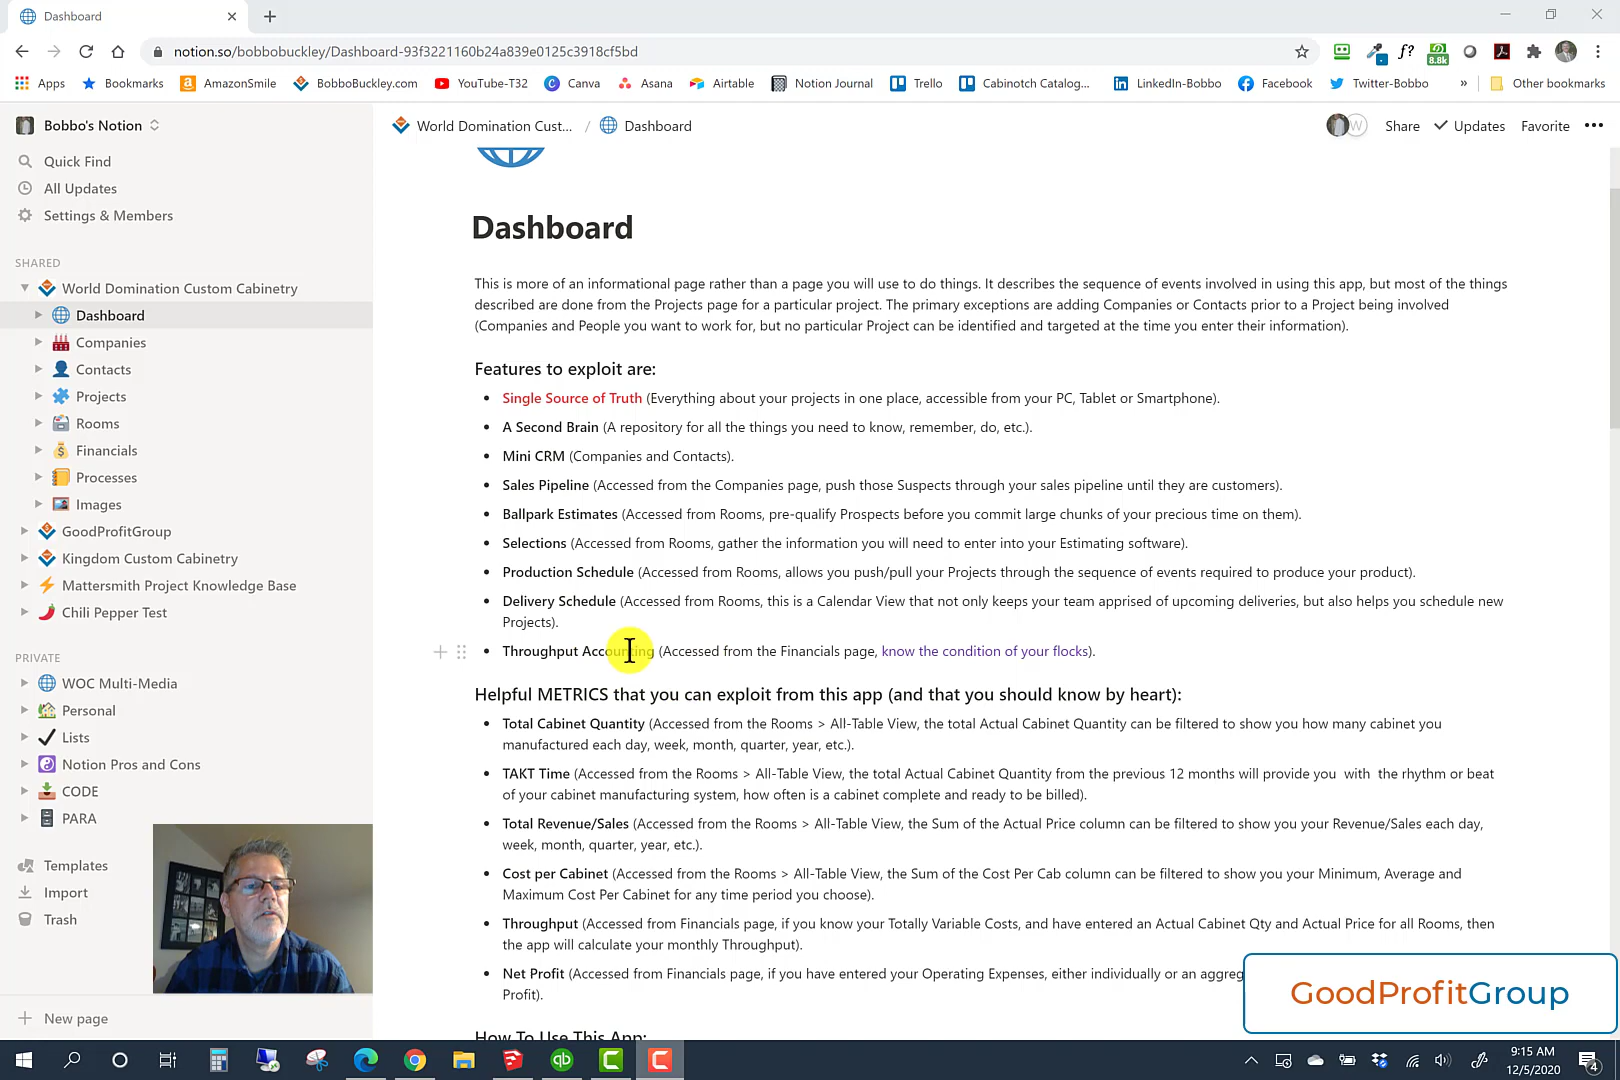 Dashboard
notion.so/bobbobuckley/Dashboard-93f3221160b24a839e0125c3918cf5bd
f?
8.8k
Apps
Bookmarks
AmazonSmile
BobboBuckley.com
YouTube-T32
Canva
Asana
Airtable
Notion Journal
Trello
Cabinotch Catalog...
LinkedIn-Bobbo
Facebook
Twitter-Bobbo
»
Other bookmarks
Bobbo's Notion
World Domination Cust... / Dashboard
W
Share
Updates
Favorite
Quick Find
All Updates
Settings & Members
SHARED
World Domination Custom Cabinetry
Dashboard
Companies
Contacts
Projects
Rooms
Financials
Processes
Images
GoodProfitGroup
Kingdom Custom Cabinetry
Mattersmith Project Knowledge Base
Chili Pepper Test
PRIVATE
WOC Multi-Media
Personal
Lists
Notion Pros and Cons
CODE
PARA
Templates
Import
Trash
New page
Dashboard
This is more of an informational page rather than a page you will use to do things. It describes the sequence of events involved in using this app, but most of the things
described are done from the Projects page for a particular project. The primary exceptions are adding Companies or Contacts prior to a Project being involved
(Companies and People you want to work for, but no particular Project can be identified and targeted at the time you enter their information).
Features to exploit are:
Single Source of Truth (Everything about your projects in one place, accessible from your PC, Tablet or Smartphone).
A Second Brain (A repository for all the things you need to know, remember, do, etc.).
Mini CRM (Companies and Contacts).
Sales Pipeline (Accessed from the Companies page, push those Suspects through your sales pipeline until they are customers).
Ballpark Estimates (Accessed from Rooms, pre-qualify Prospects before you commit large chunks of your precious time on them).
Selections (Accessed from Rooms, gather the information you will need to enter into your Estimating software).
Production Schedule (Accessed from Rooms, allows you push/pull your Projects through the sequence of events required to produce your product).
Delivery Schedule (Accessed from Rooms, this is a Calendar View that not only keeps your team apprised of upcoming deliveries, but also helps you schedule new
Projects).
Throughput Accounting (Accessed from the Financials page, know the condition of your flocks).
Helpful METRICS that you can exploit from this app (and that you should know by heart):
Total Cabinet Quantity (Accessed from the Rooms > All-Table View, the total Actual Cabinet Quantity can be filtered to show you how many cabinet you
manufactured each day, week, month, quarter, year, etc.).
TAKT Time (Accessed from the Rooms > All-Table View, the total Actual Cabinet Quantity from the previous 12 months will provide you with the rhythm or beat
of your cabinet manufacturing system, how often is a cabinet complete and ready to be billed).
Total Revenue/Sales (Accessed from the Rooms > All-Table View, the Sum of the Actual Price column can be filtered to show you your Revenue/Sales each day,
week, month, quarter, year, etc.).
Cost per Cabinet (Accessed from the Rooms > All-Table View, the Sum of the Cost Per Cab column can be filtered to show you your Minimum, Average and
Maximum Cost Per Cabinet for any time period you choose).
Throughput (Accessed from Financials page, if you know your Totally Variable Costs, and have entered an Actual Cabinet Qty and Actual Price for all Rooms, then
the app will calculate your monthly Throughput).
Net Profit (Accessed from Financials page, if you have entered your Operating Expenses, either individually or an aggreg
Profit).
How To Use This App:
GoodProfitGroup
qb
9:15 AM
12/5/2020
4